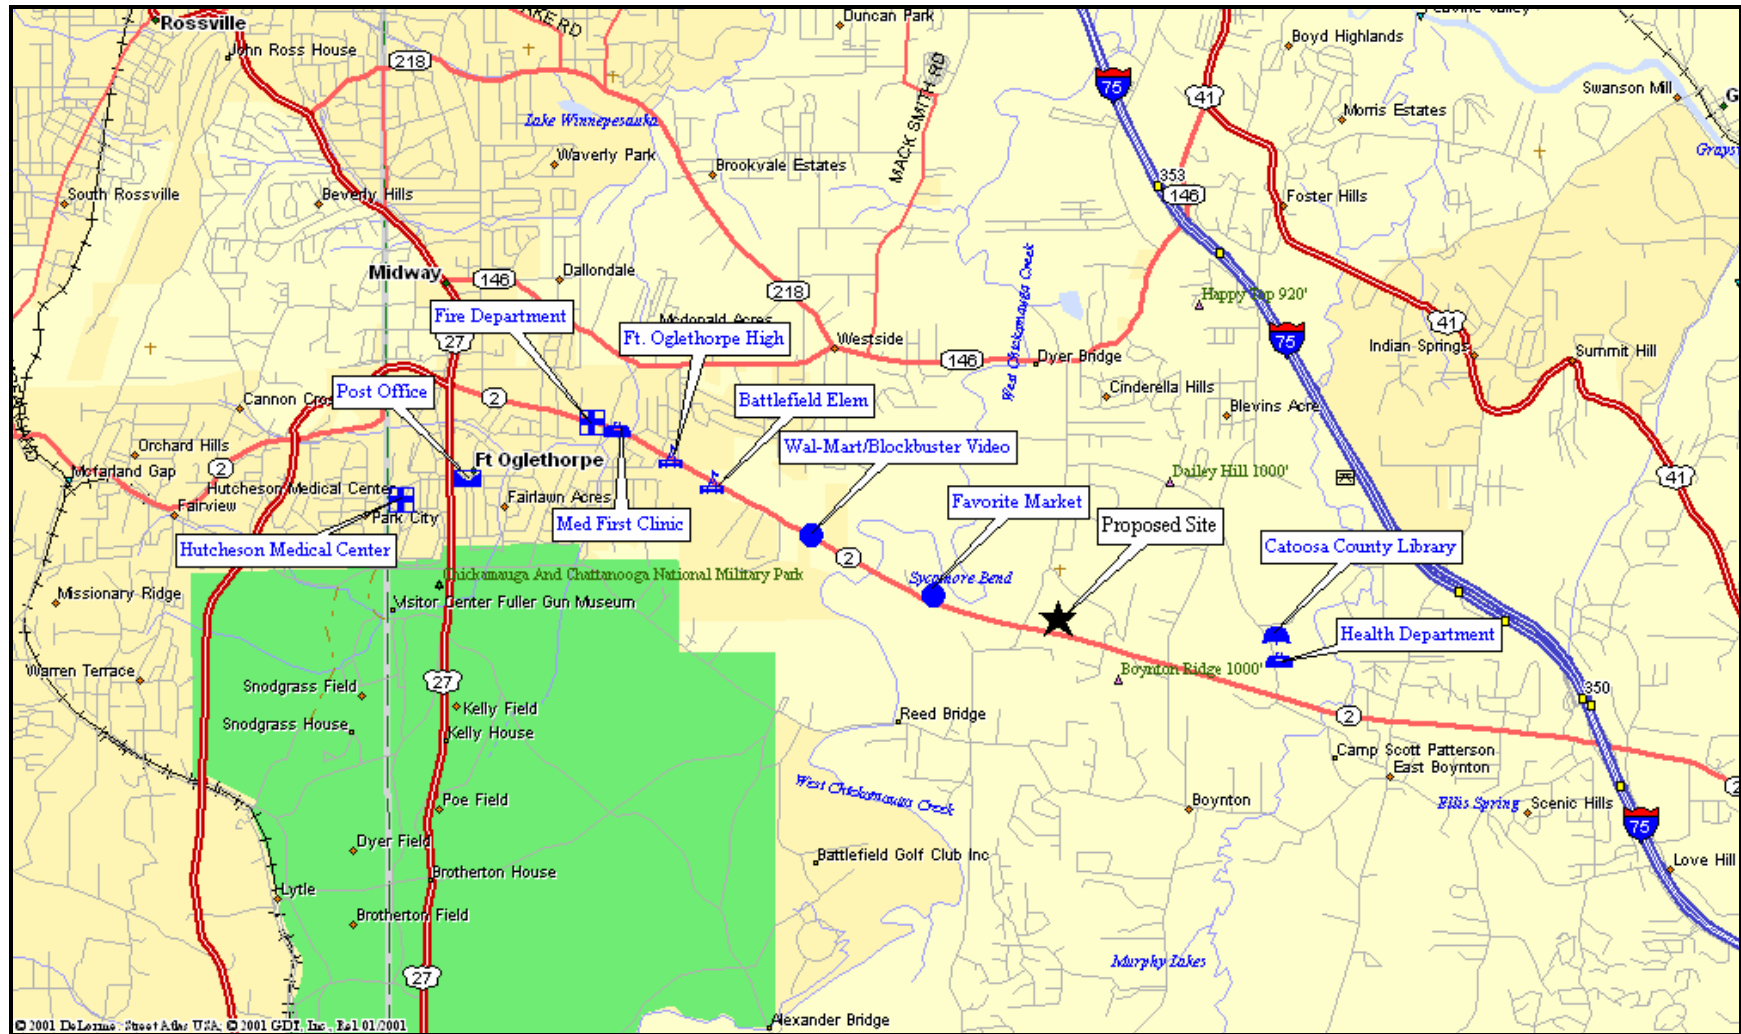 Rossville
Duncan Park
John Ross House
218
Boyd Highlands
75
41
Swanson Mill
MACK SMITH RD
Morris Estates
Lake Winnepesauka
Waverly Park
Brookvale Estates
353
146
South Rossville
Beverly Hills
Foster Hills
Midway
146
Dallondale
218
West Chickamauga Creek
Happy Top 920'
Fire Department
Mcdonald Acres
Ft. Oglethorpe High
27
Westside
146
Dyer Bridge
75
41
Indian Springs
Summit Hill
Post Office
2
Battlefield Elem
Cinderella Hills
Blevins Acre
Orchard Hills
Wal-Mart/Blockbuster Video
Ft Oglethorpe
Mcfarland Gap
2
Dailey Hill 1000'
41
Hutcheson Medical Center
Fairlawn Acres
Fairview
Park City
Favorite Market
Med First Clinic
Proposed Site
Hutcheson Medical Center
Catoosa County Library
2
Chickamauga And Chattanooga National Military Park
Sycamore Bend
Missionary Ridge
Visitor Center Fuller Gun Museum
Health Department
Warren Terrace
Boynton Ridge 1000'
Snodgrass Field
27
350
Kelly Field
Reed Bridge
2
Snodgrass House
Kelly House
Camp Scott Patterson
East Boynton
2
West Chickamauga Creek
Poe Field
Boynton
Ellis Spring
Scenic Hills
75
Dyer Field
Battlefield Golf Club Inc
Love Hill
Brotherton House
Lytle
Brotherton Field
Murphy Lakes
27
Alexander Bridge
© 2001 DeLorme. Street Atlas USA; © 2001 GDT, Inc., Rel. 01/2001